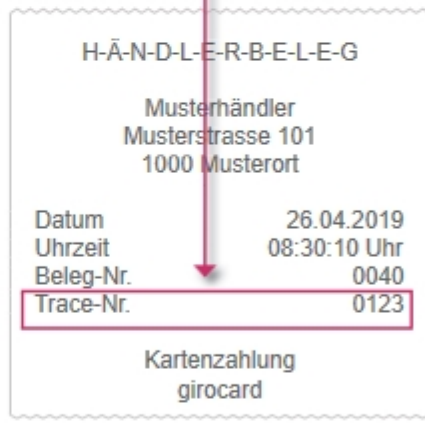 H-Ä-N-D-L-E-R-B-E-L-E-G
Musterhändler
Musterstrasse 101
1000 Musterort
Datum 26.04.2019
Uhrzeit 08:30:10 Uhr
Beleg-Nr. 0040
Trace-Nr. 0123
Kartenzahlung
girocard